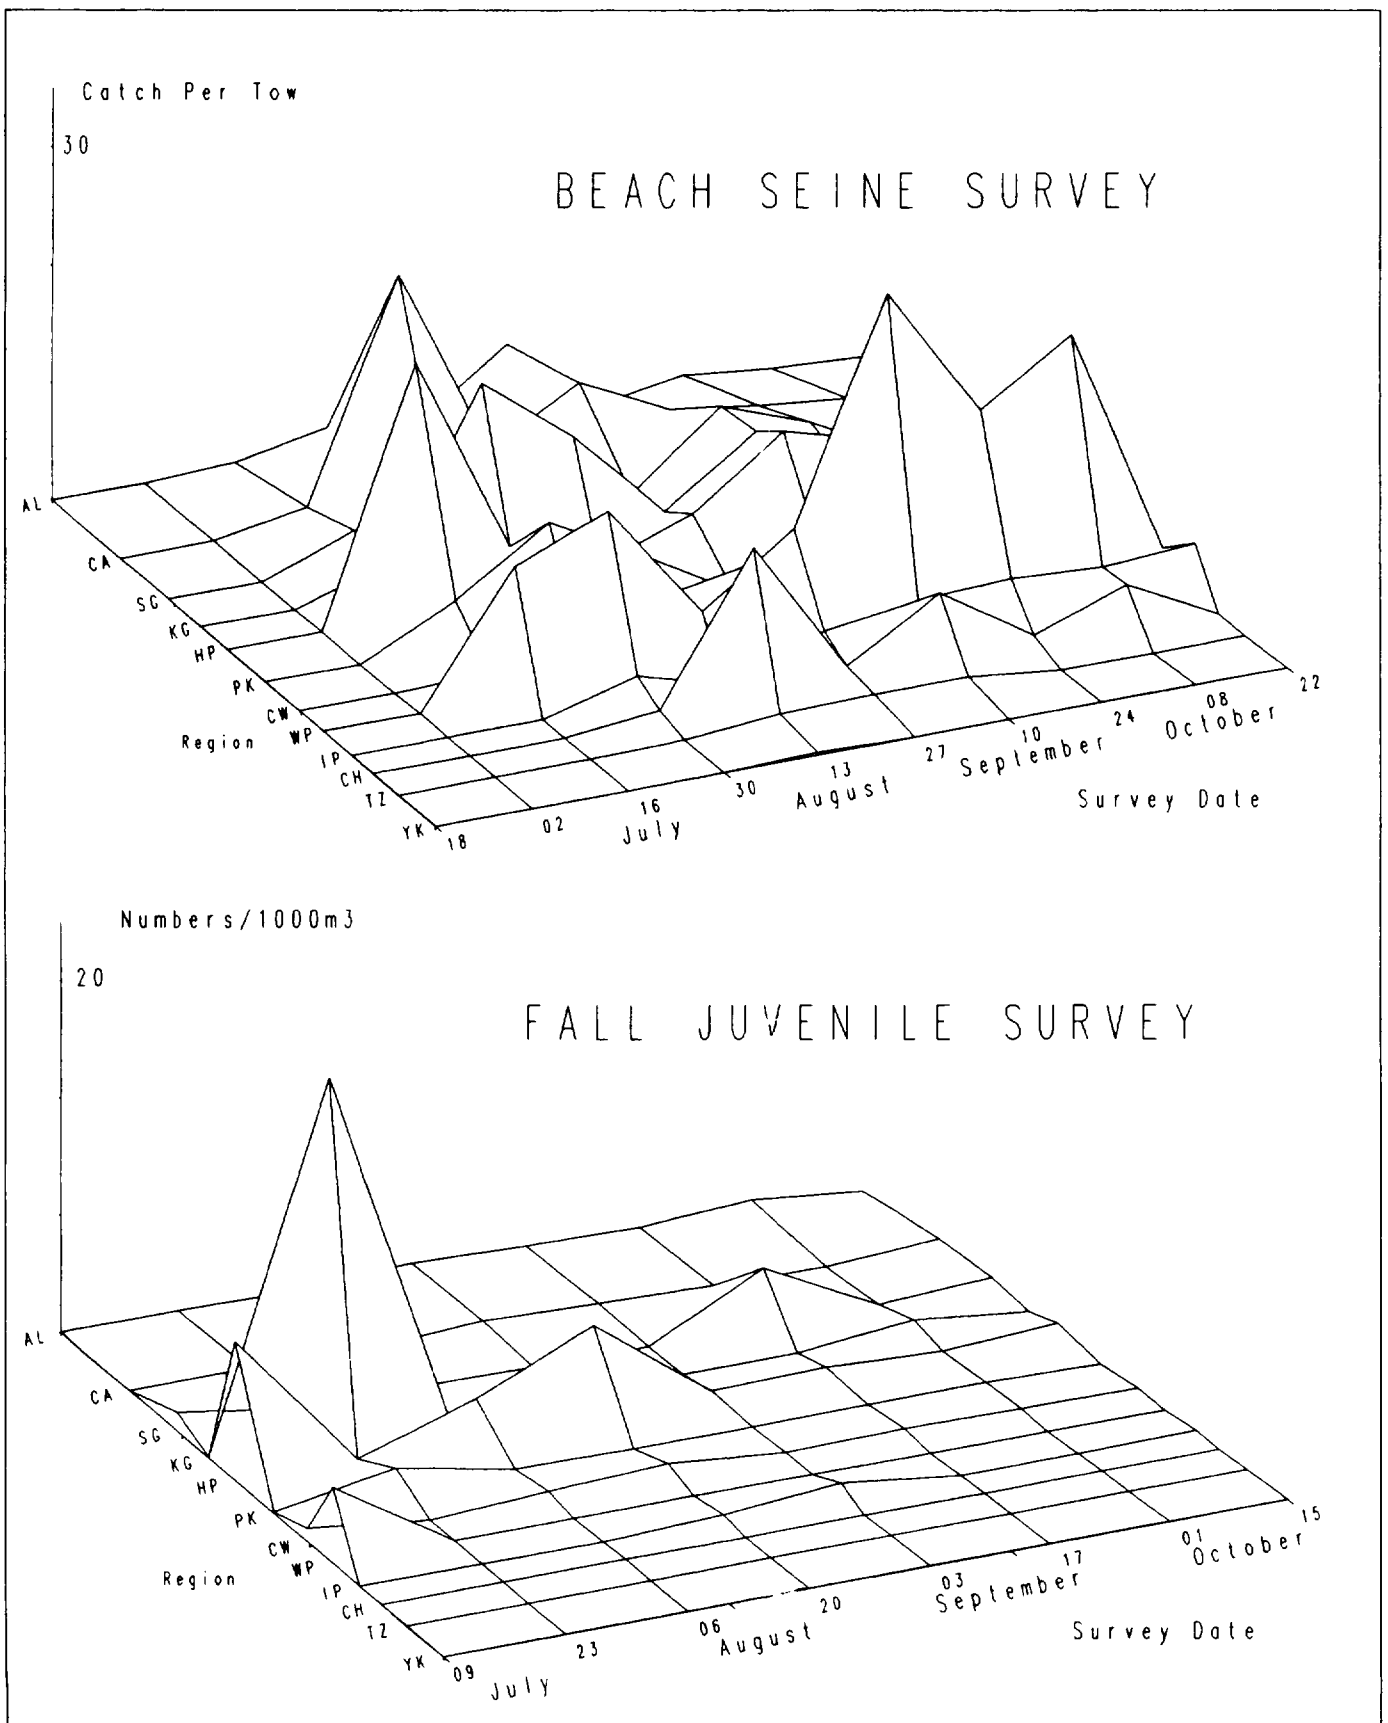 Catch Per Tow
30
BEACH SEINE SURVEY
AL
CA
SG
KG
HP
PK
CW
WP
IP
CH
TZ
YK
Region
18
02
16
30
13
27
10
24
08
22
July
August
September
October
Survey Date
Numbers/1000m3
20
FALL JUVENILE SURVEY
AL
CA
SG
KG
HP
PK
CW
WP
IP
CH
TZ
YK
Region
09
23
06
20
03
17
01
15
July
August
September
October
Survey Date